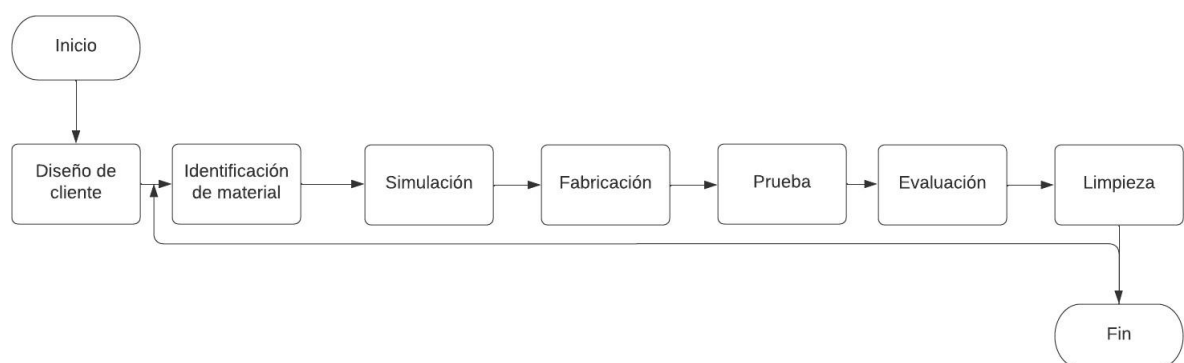 Inicio
Diseño de
cliente
Identificación
de material
Simulación
Fabricación
Prueba
Evaluación
Limpieza
Fin